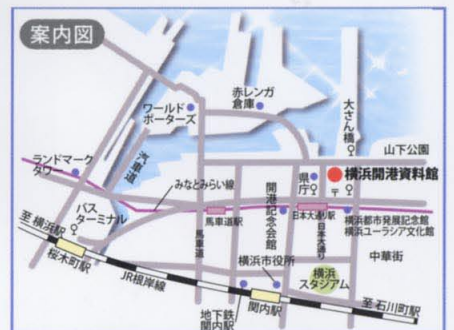 案内図
赤レンガ
倉庫
ワールド
ポーターズ
大さん橋
山下公園
ランドマーク
タワー
汽車道
県庁
横浜開港資料館
〒
みなとみらい線
開港記念会館
バス
ターミナル
馬車道駅
日本大通り駅
日本大通り
横浜都市発展記念館
横浜ユーラシア文化館
馬車道
至横浜駅
桜木町駅
横浜市役所
中華街
横浜
スタジアム
JR根岸線
至石川町駅
地下鉄
関内駅
関内駅